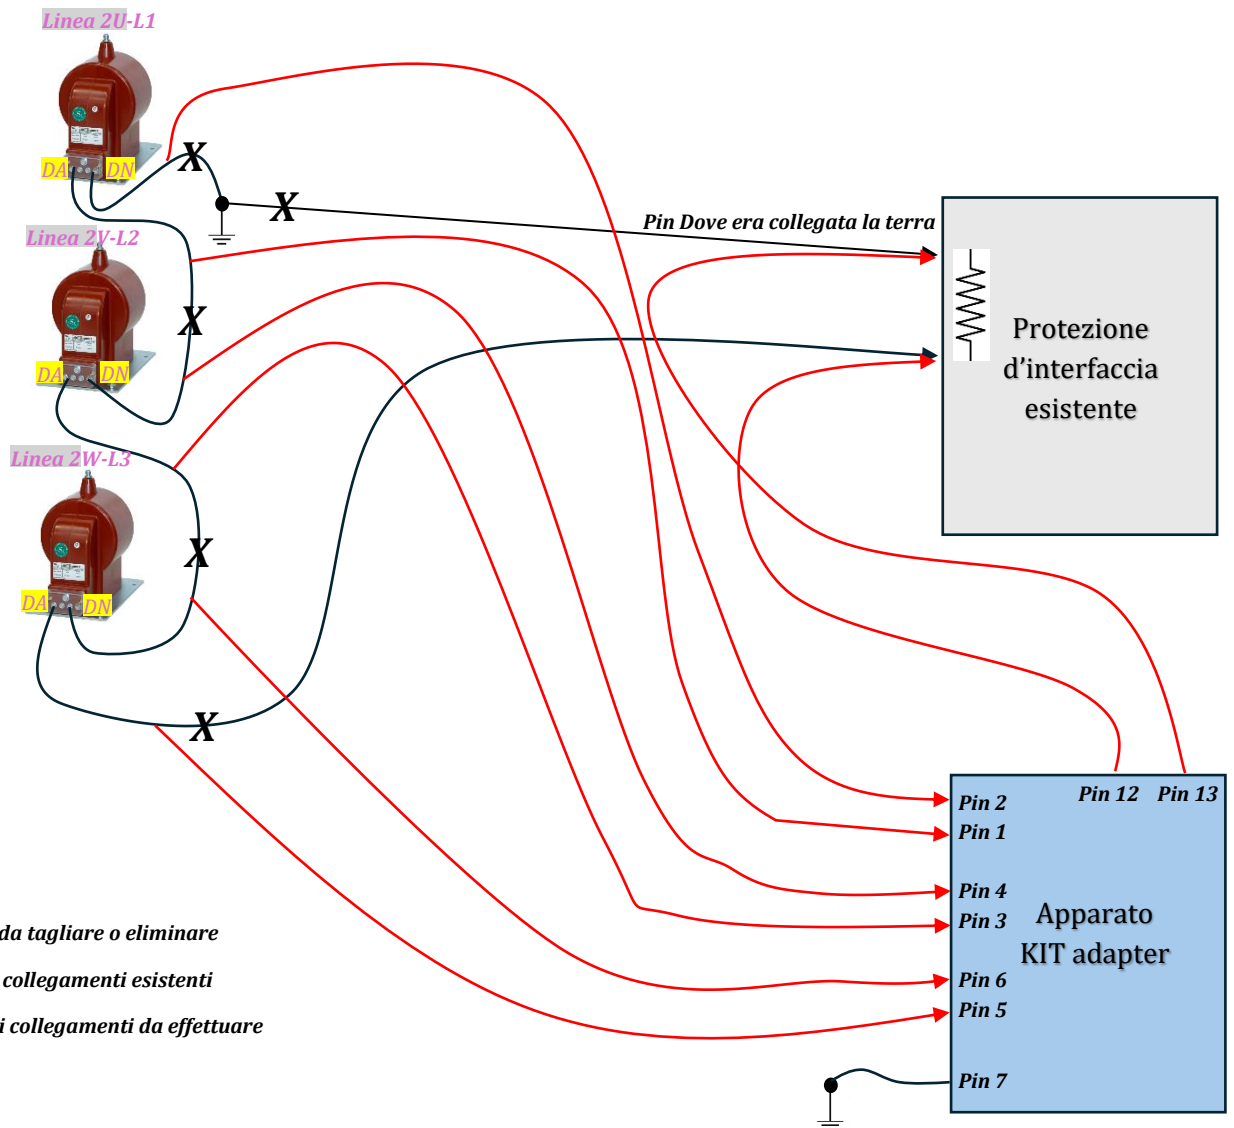 Linea 2U-L1
DA
DN
X
X
Pin Dove era collegata la terra
Linea 2V-L2
X
DA
DN
Protezione
d'interfaccia
esistente
Linea 2W-L3
X
DA
DN
X
Pin 12 Pin 13
Pin 2
Pin 1
Pin 4
Pin 3
Apparato
KIT adapter
Pin 6
Pin 5
Pin 7
da tagliare o eliminare
collegamenti esistenti
i collegamenti da effettuare